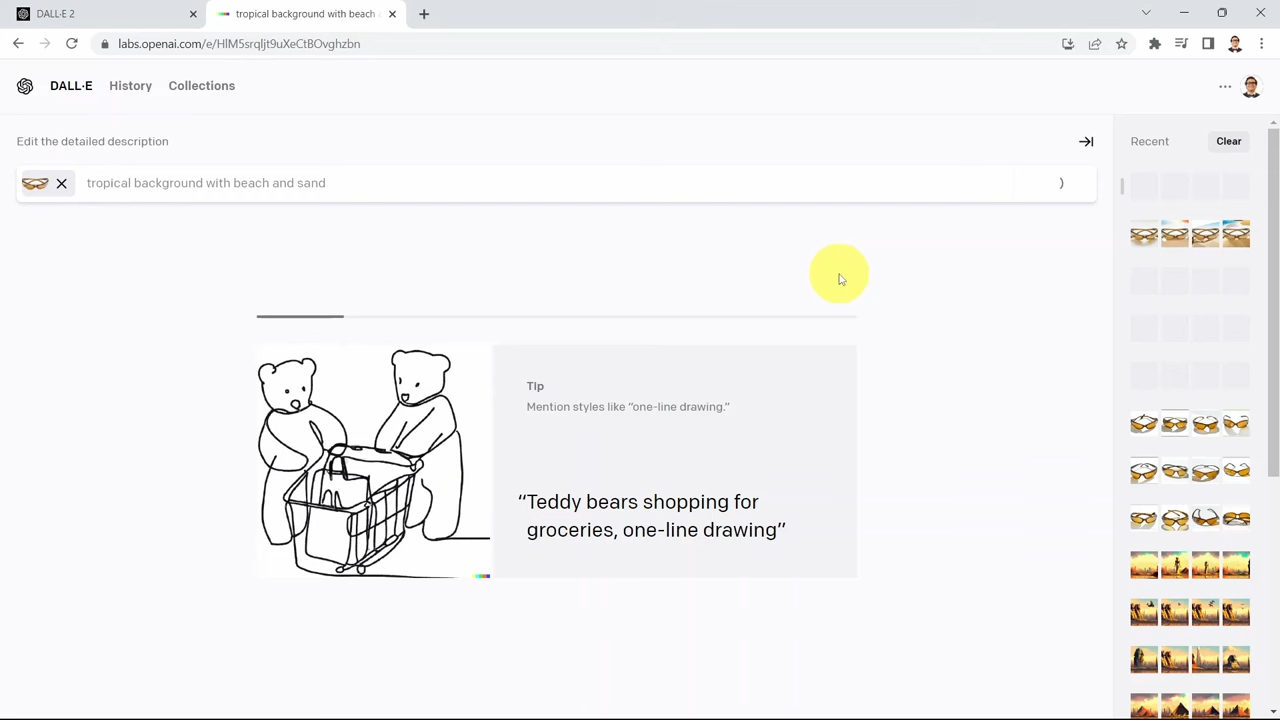 DALL·E 2
tropical background with beach a
labs.openai.com/e/HlM5srqljt9uXeCtBOvghzbn
DALL·E
History
Collections
Edit the detailed description
Recent
Clear
tropical background with beach and sand
Tip
Mention styles like “one-line drawing.”
“Teddy bears shopping for
groceries, one-line drawing”